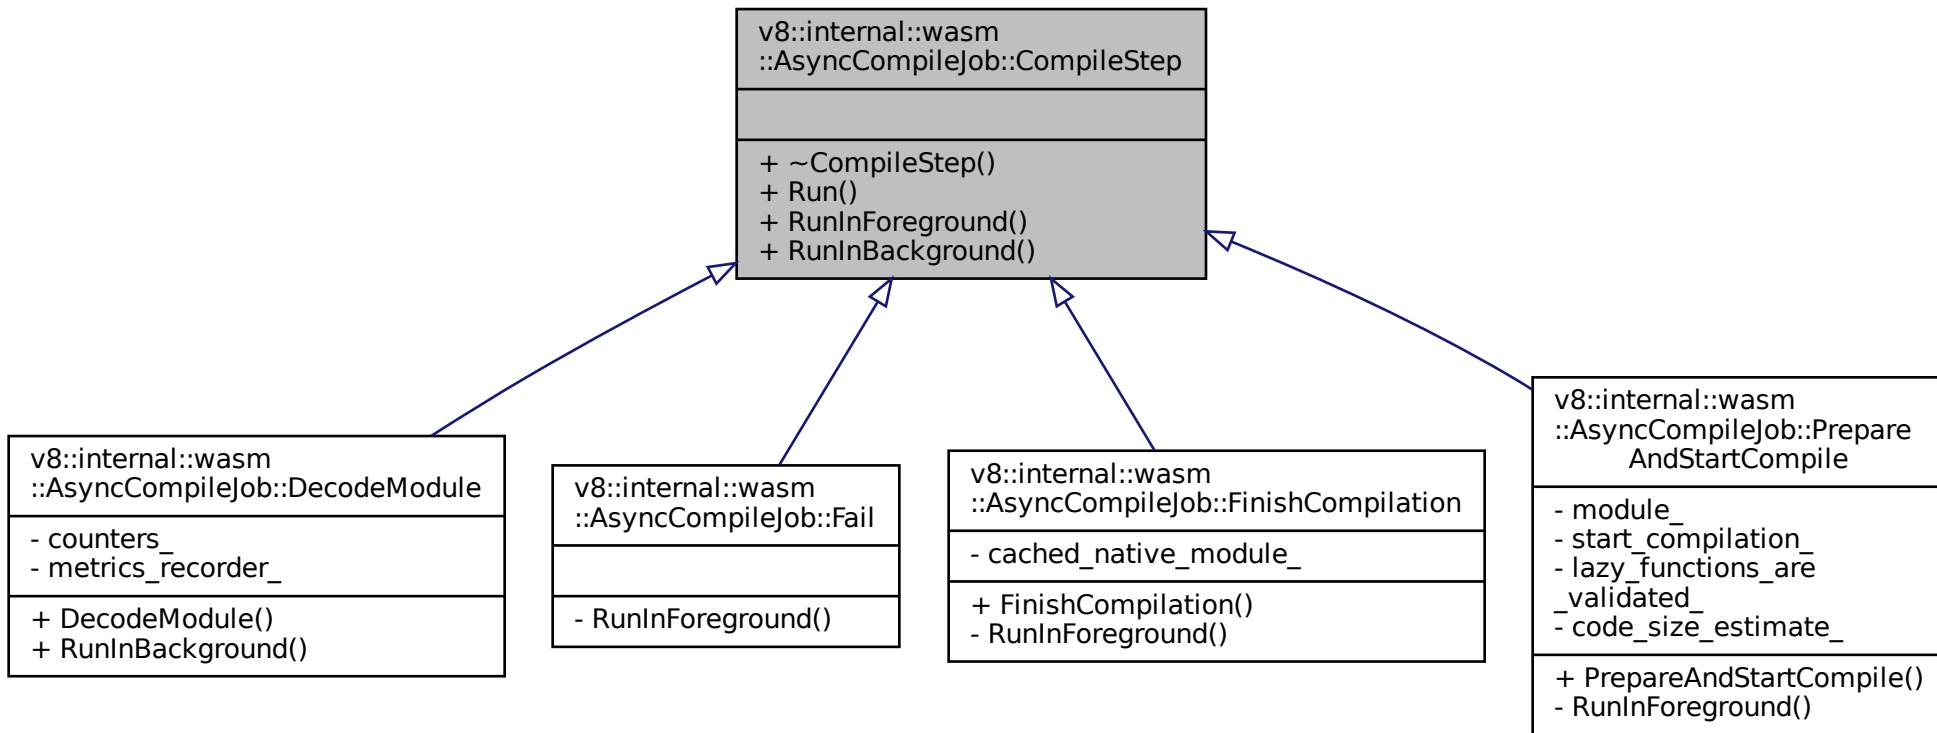 v8::internal::wasm
::AsyncCompileJob::CompileStep
+ ~CompileStep()
+ Run()
+ RunInForeground()
+ RunInBackground()
v8::internal::wasm
::AsyncCompileJob::DecodeModule
- counters_
- metrics_recorder_
+ DecodeModule()
+ RunInBackground()
v8::internal::wasm
::AsyncCompileJob::Fail
- RunInForeground()
v8::internal::wasm
::AsyncCompileJob::FinishCompilation
- cached_native_module_
+ FinishCompilation()
- RunInForeground()
v8::internal::wasm
::AsyncCompileJob::Prepare
AndStartCompile
- module_
- start_compilation_
- lazy_functions_are
_validated_
- code_size_estimate_
+ PrepareAndStartCompile()
- RunInForeground()